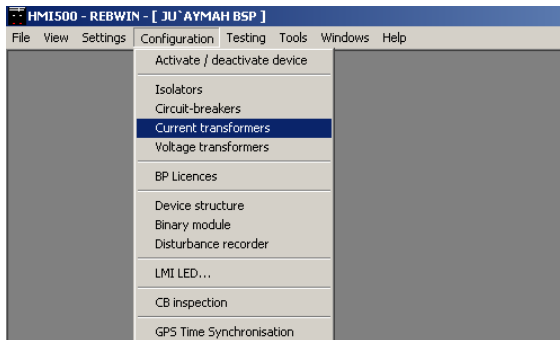 HMI500 - REBWIN - [ JU`AYMAH BSP ]
File View Settings Configuration Testing Tools Windows Help
Activate / deactivate device
Isolators
Circuit-breakers
Current transformers
Voltage transformers
BP Licences
Device structure
Binary module
Disturbance recorder
LMI LED...
CB inspection
GPS Time Synchronisation